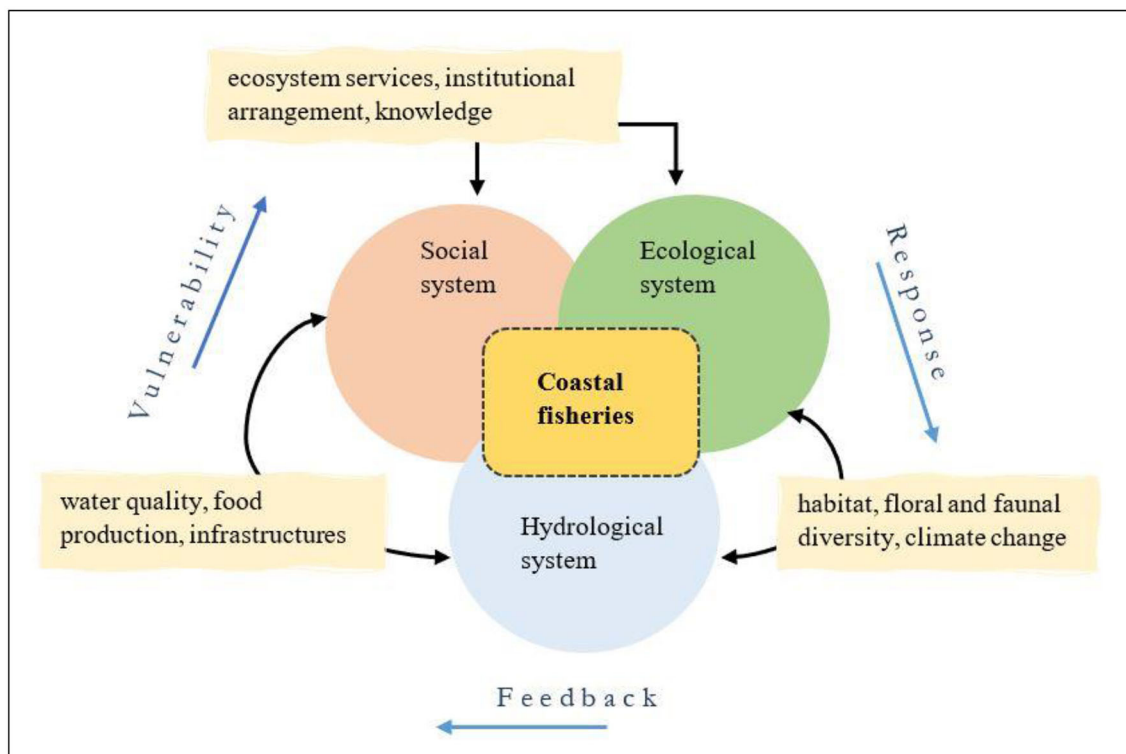 ecosystem services, institutional
arrangement, knowledge
Vulnerability
Social
system
Ecological
system
Response
Coastal
fisheries
water quality, food
production, infrastructures
Hydrological
system
habitat, floral and faunal
diversity, climate change
Feedback